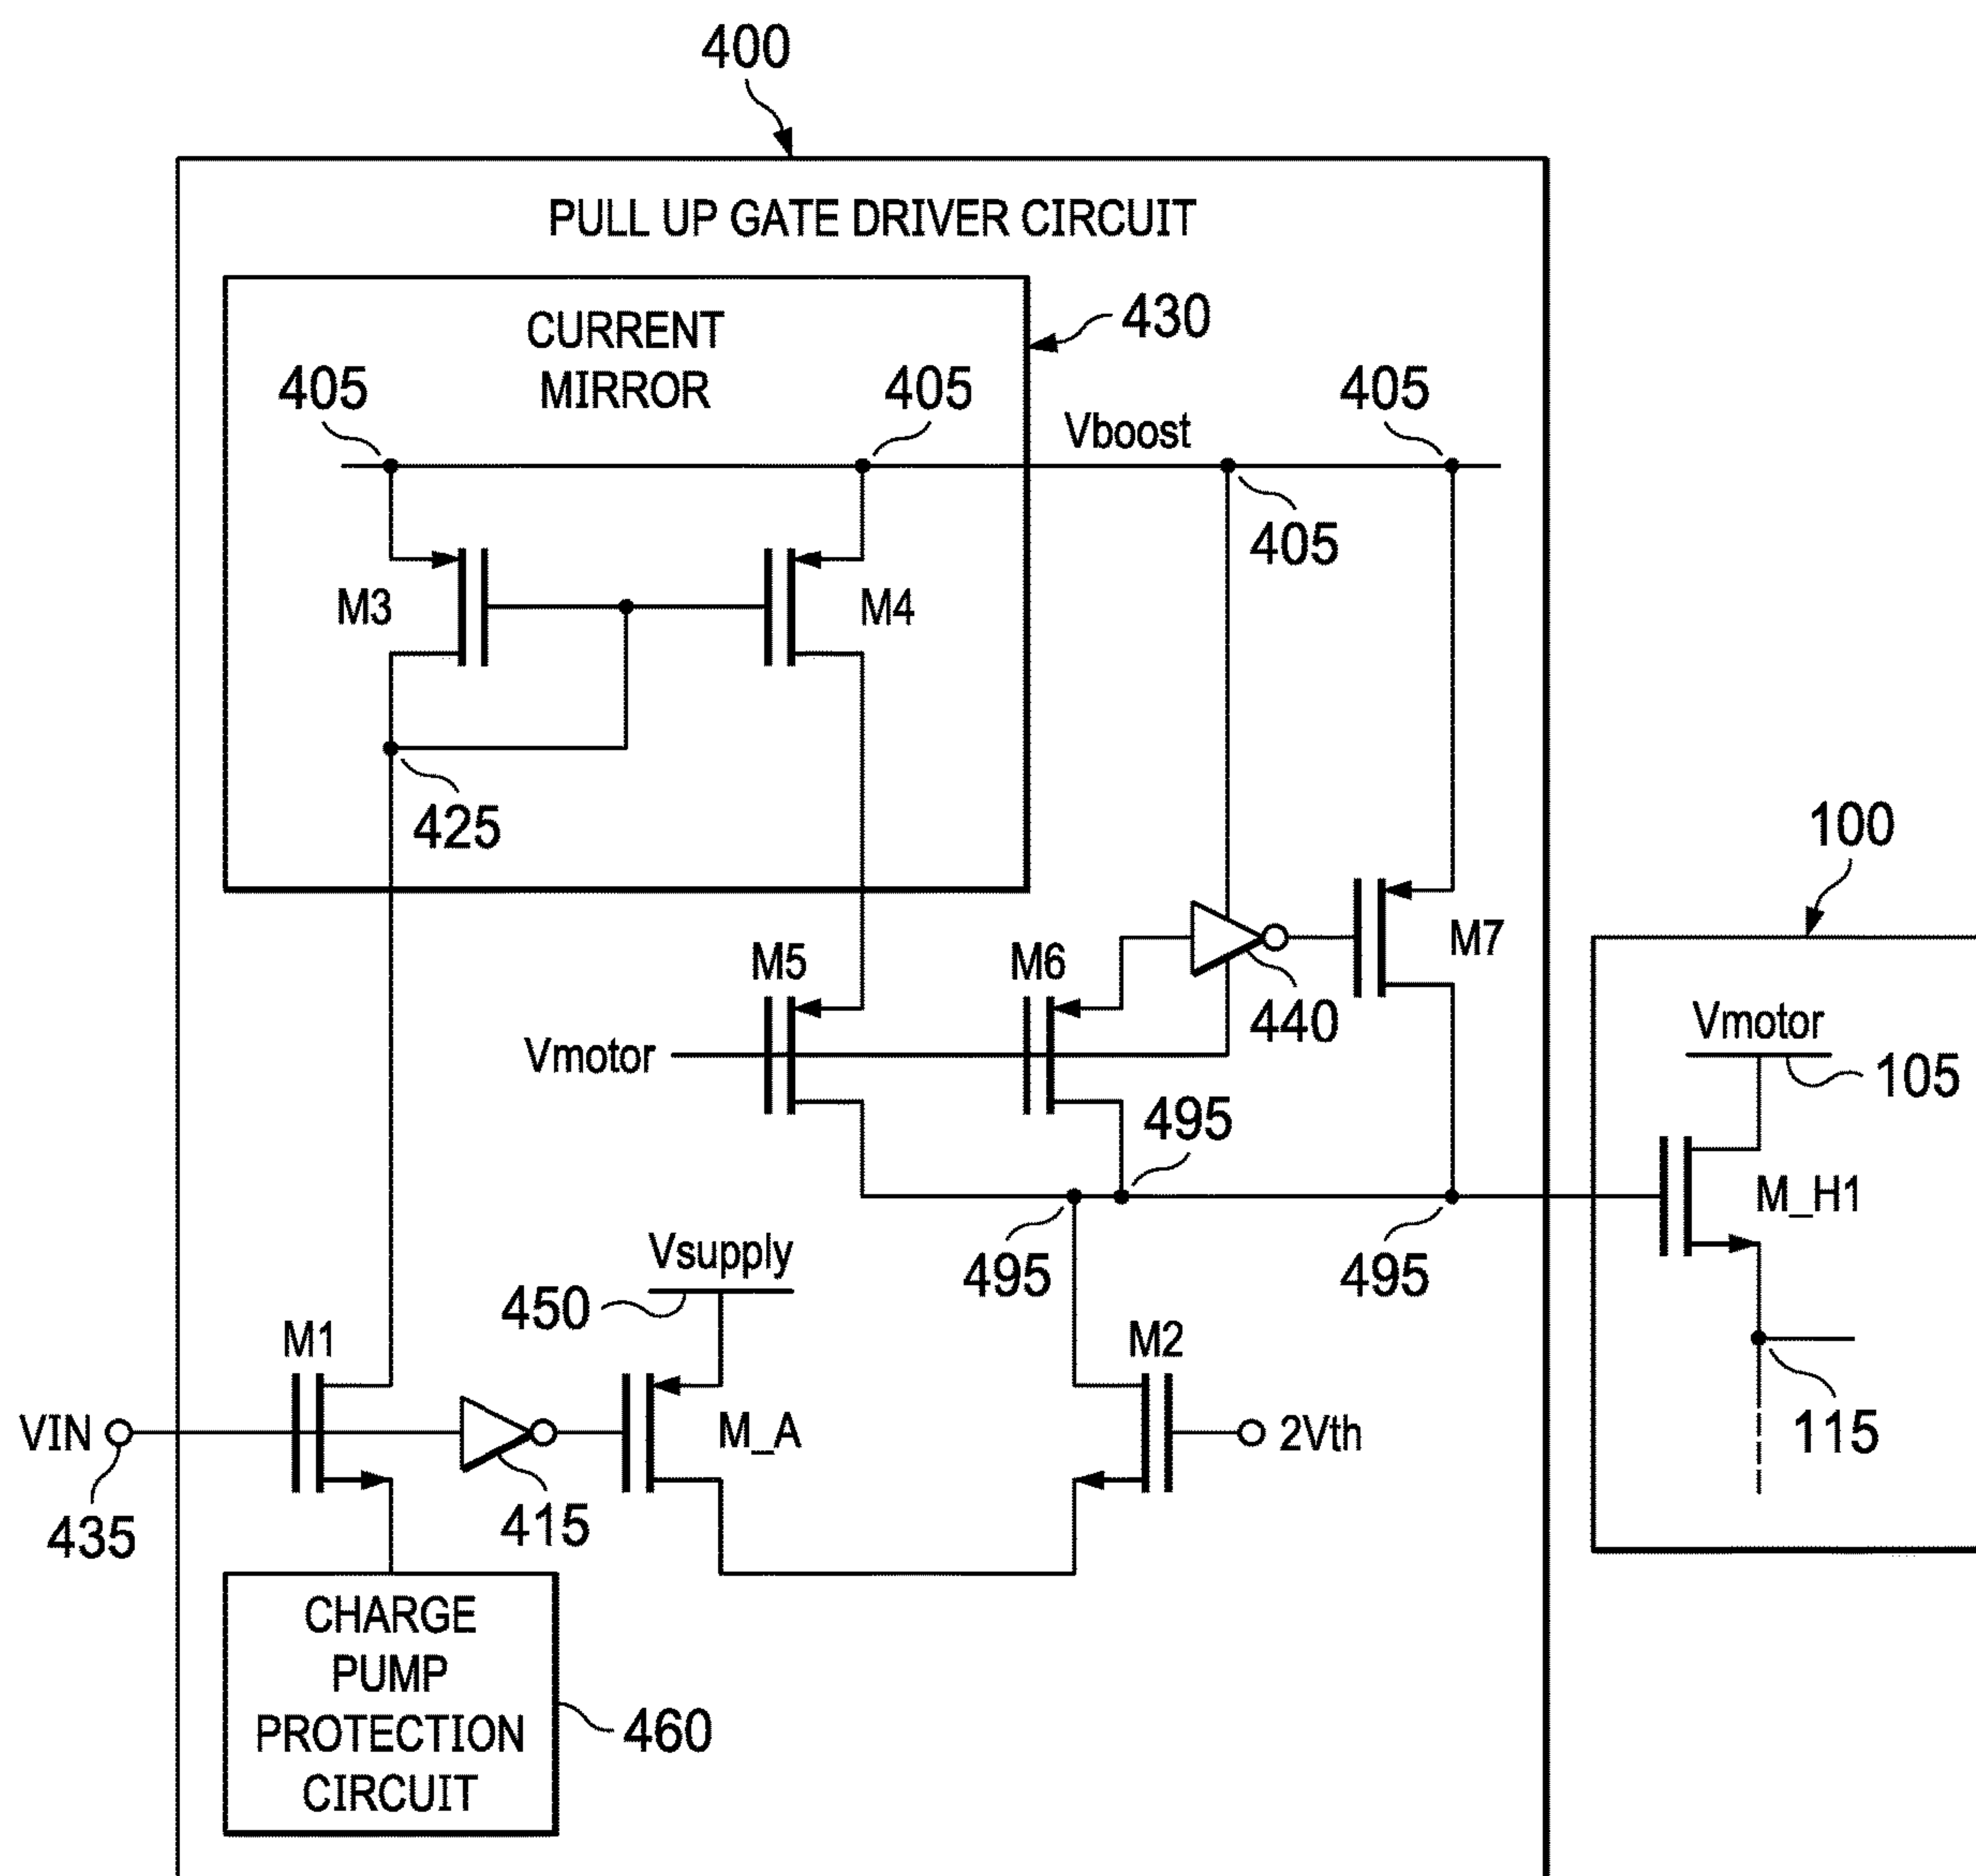 400
PULL UP GATE DRIVER CIRCUIT
CURRENT
MIRROR
430
405
405
405
Vboost
405
M3
M4
425
100
M5
M6
M7
440
Vmotor
Vmotor
105
495
M_H1
Vsupply
495
495
450
M1
M2
VIN
M_A
2Vth
115
435
415
CHARGE
PUMP
PROTECTION
CIRCUIT
460